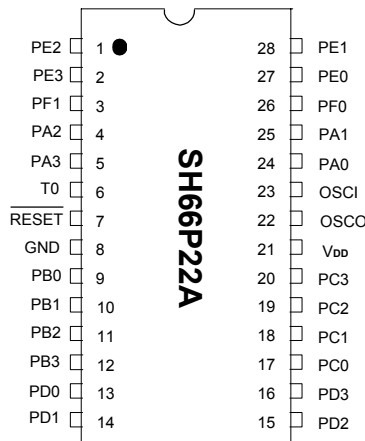 PE2 1 28 PE1
PE3 2 27 PE0
PF1 3 26 PF0
PA2 4 25 PA1
PA3 5 24 PA0
T0 6 23 OSCI
RESET 7 22 OSCO
GND 8 21 VDD
PB0 9 20 PC3
PB1 10 19 PC2
PB2 11 18 PC1
PB3 12 17 PC0
PD0 13 16 PD3
PD1 14 15 PD2
SH66P22A